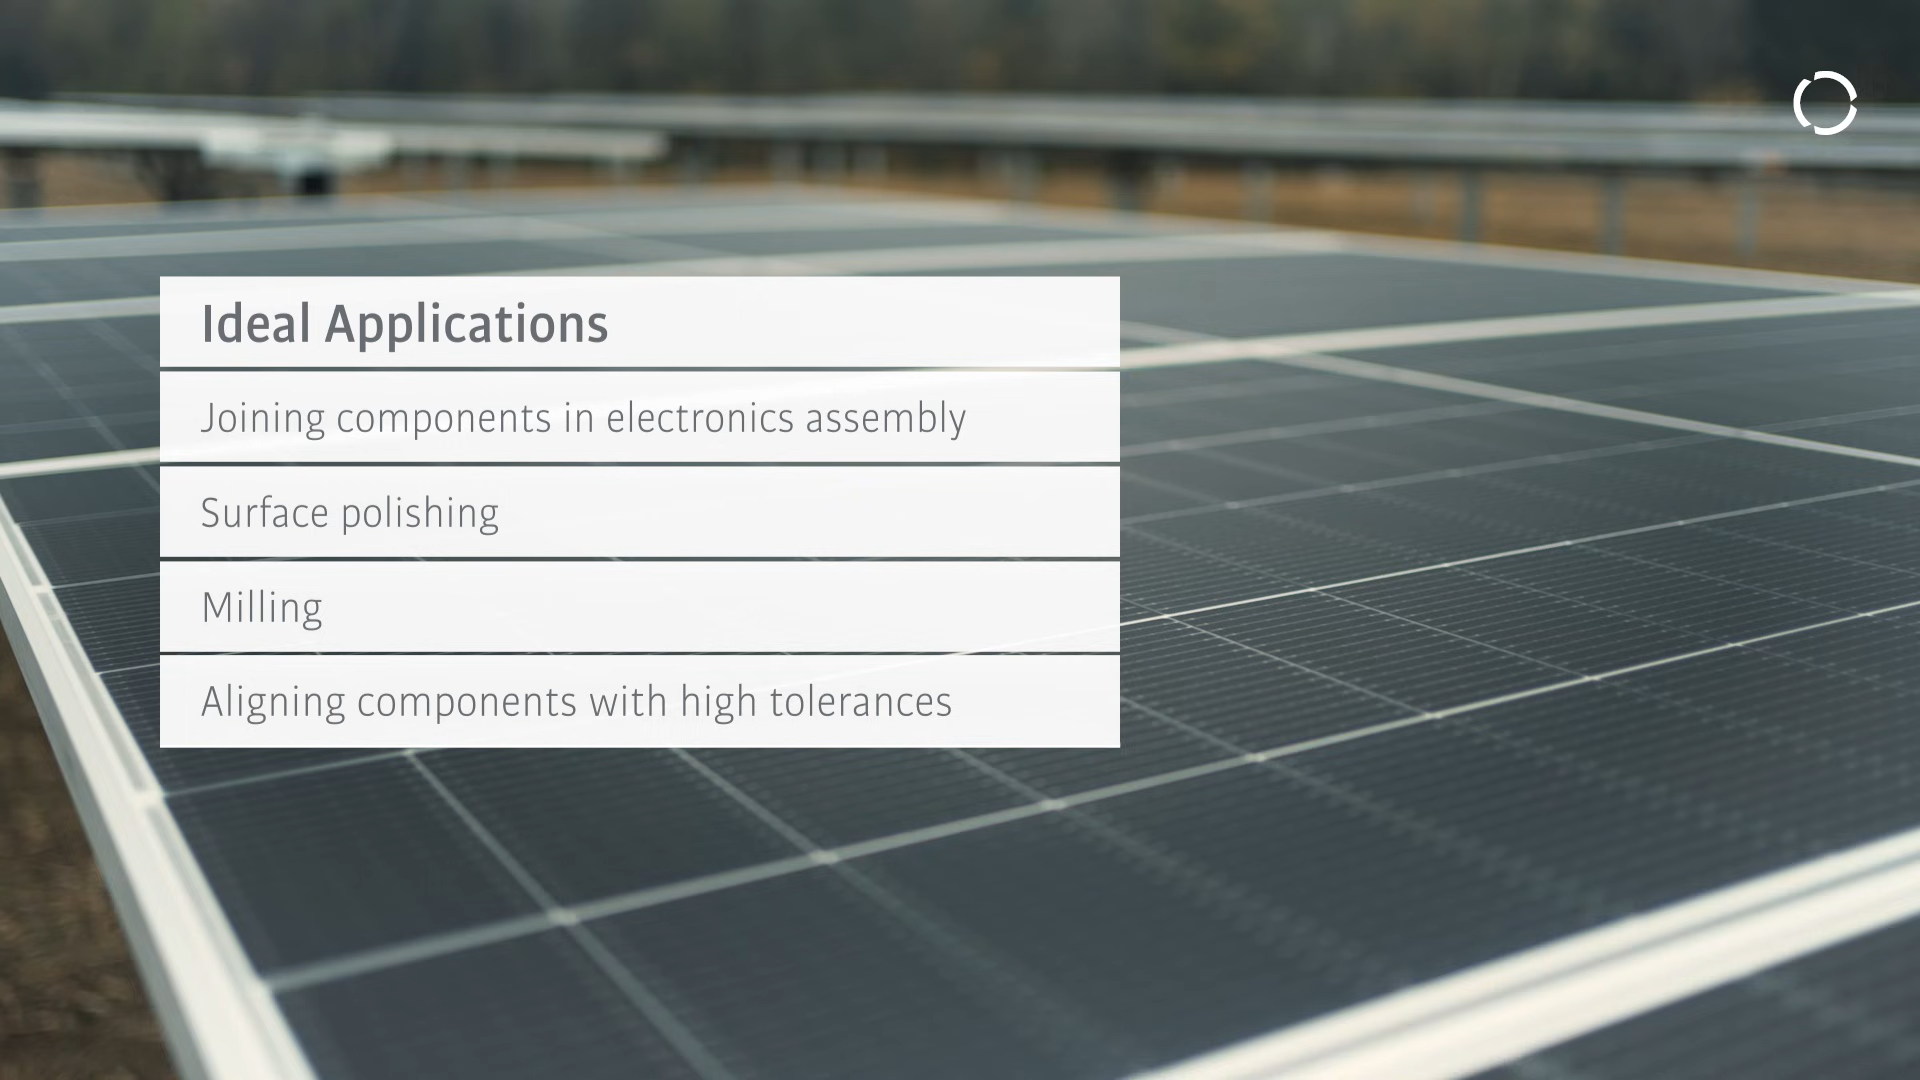 Ideal Applications
Joining components in electronics assembly
Surface polishing
Milling
Aligning components with high tolerances